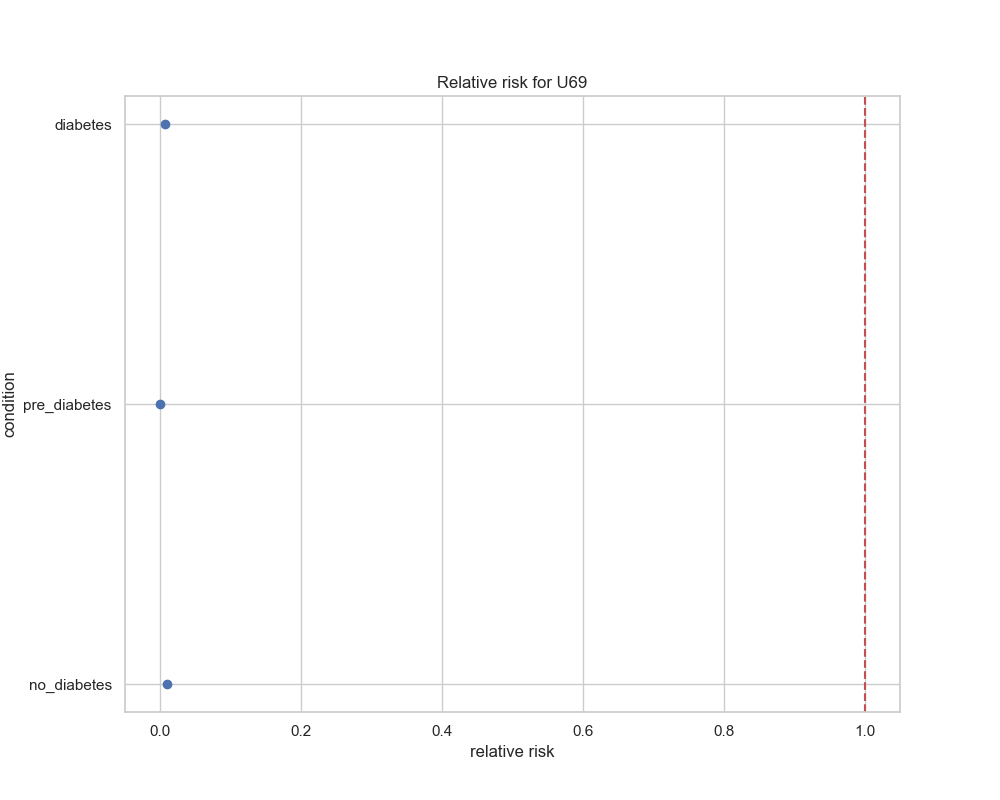 Relative risk for U69
diabetes
pre_diabetes
no_diabetes
condition
0.0 0.2 0.4 0.6 0.8 1.0
relative risk